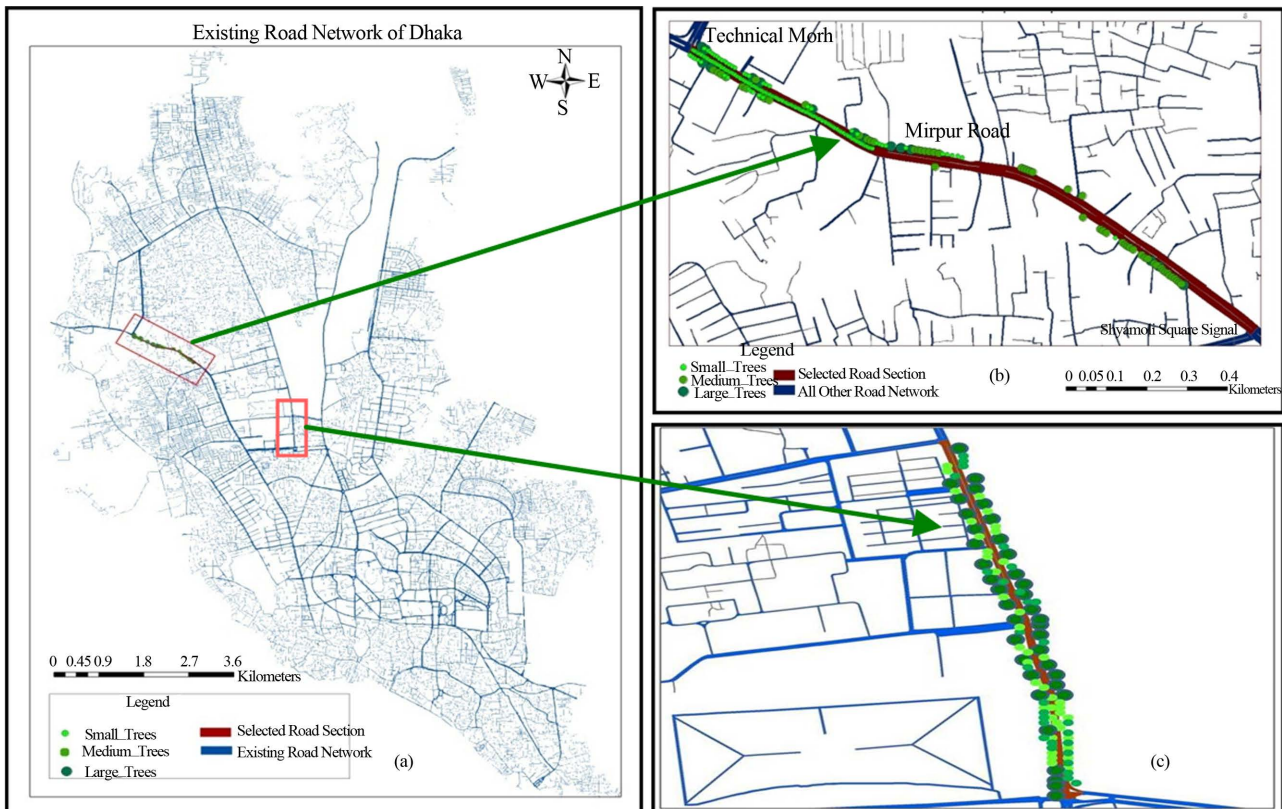 Existing Road Network of Dhaka
N
W E
S
0 0.45 0.9 1.8 2.7 3.6
Kilometers
Legend
Small_Trees
Medium_Trees
Large_Trees
Selected Road Section
Existing Road Network
(a)
Technical Morh
Mirpur Road
Shyamoli Square Signal
Legend
Small_Trees
Medium_Trees
Large_Trees
Selected Road Section
All Other Road Network
(b)
0 0.05 0.1 0.2 0.3 0.4
Kilometers
(c)